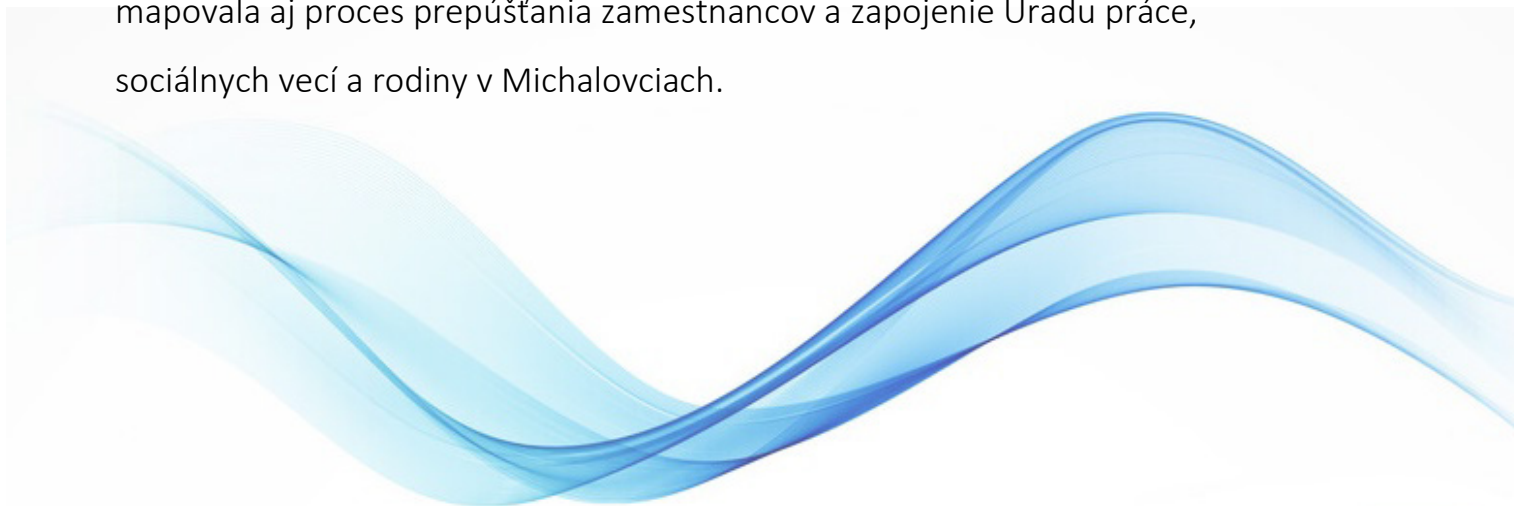 mapovala aj proces prepúšťania zamestnancov a zapojenie Úradu práce,
sociálnych vecí a rodiny v Michalovciach.